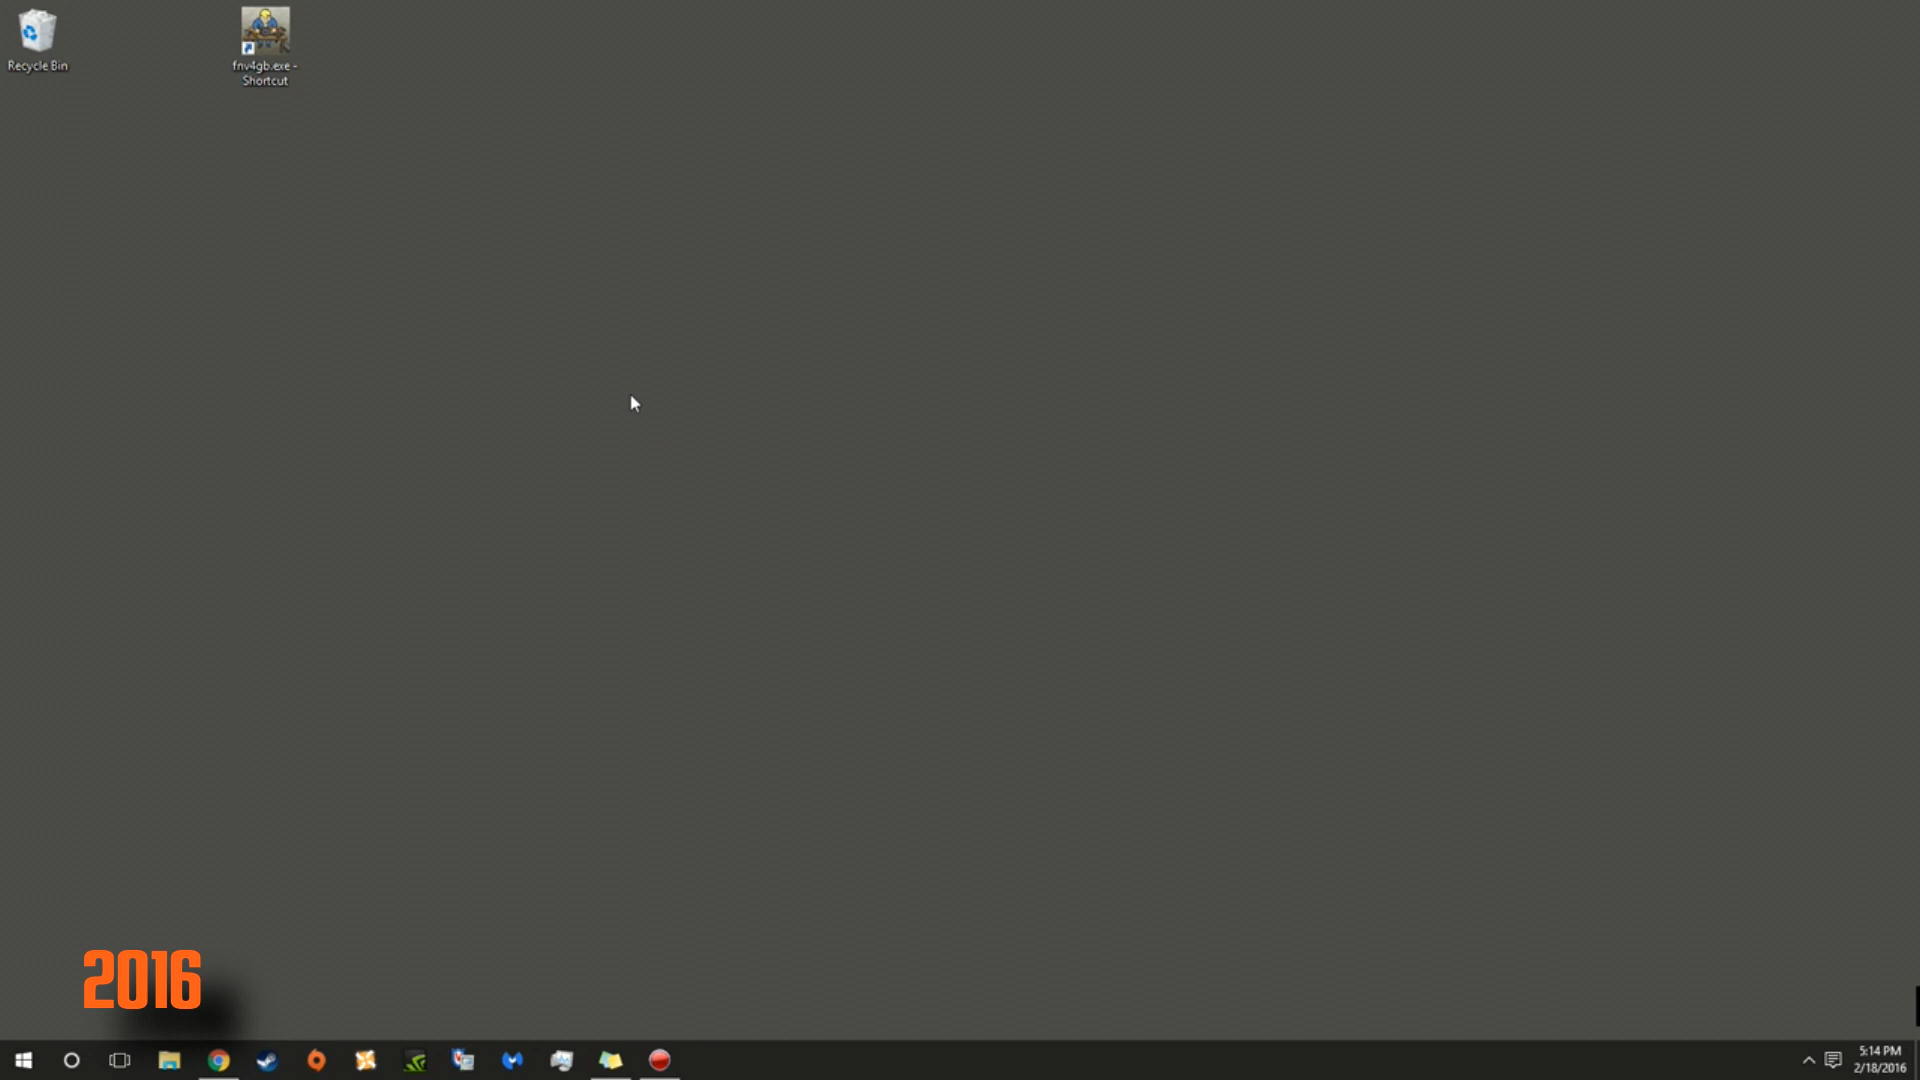 Recycle Bin
fnv4gb.exe -
Shortcut
2016
5:14 PM
2/18/2016